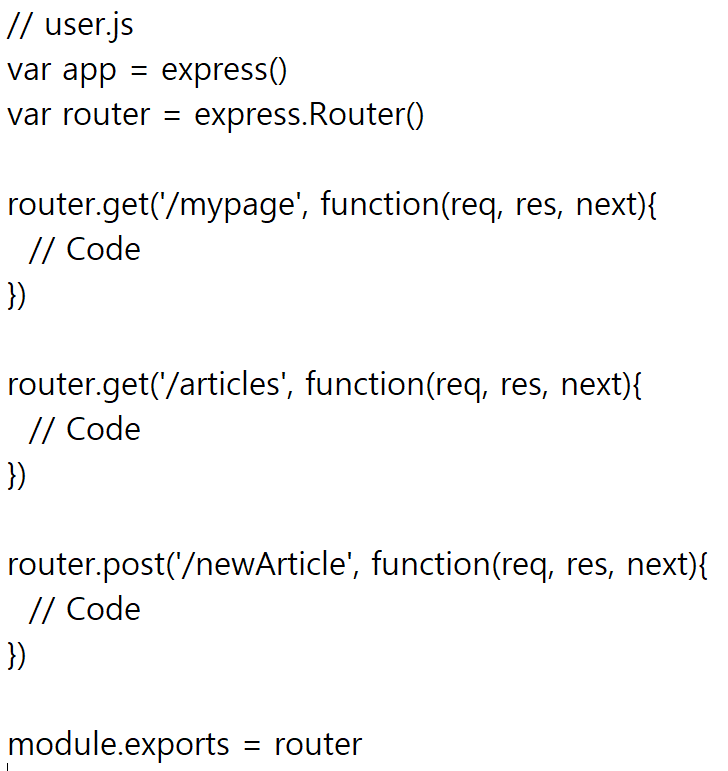 // user.js
var app = express()
var router = express.Router()
router.get('/mypage', function(req, res, next){
// Code
})
router.get('/articles', function(req, res, next){
// Code
})
router.post('/newArticle', function(req, res, next){
// Code
})
module.exports = router